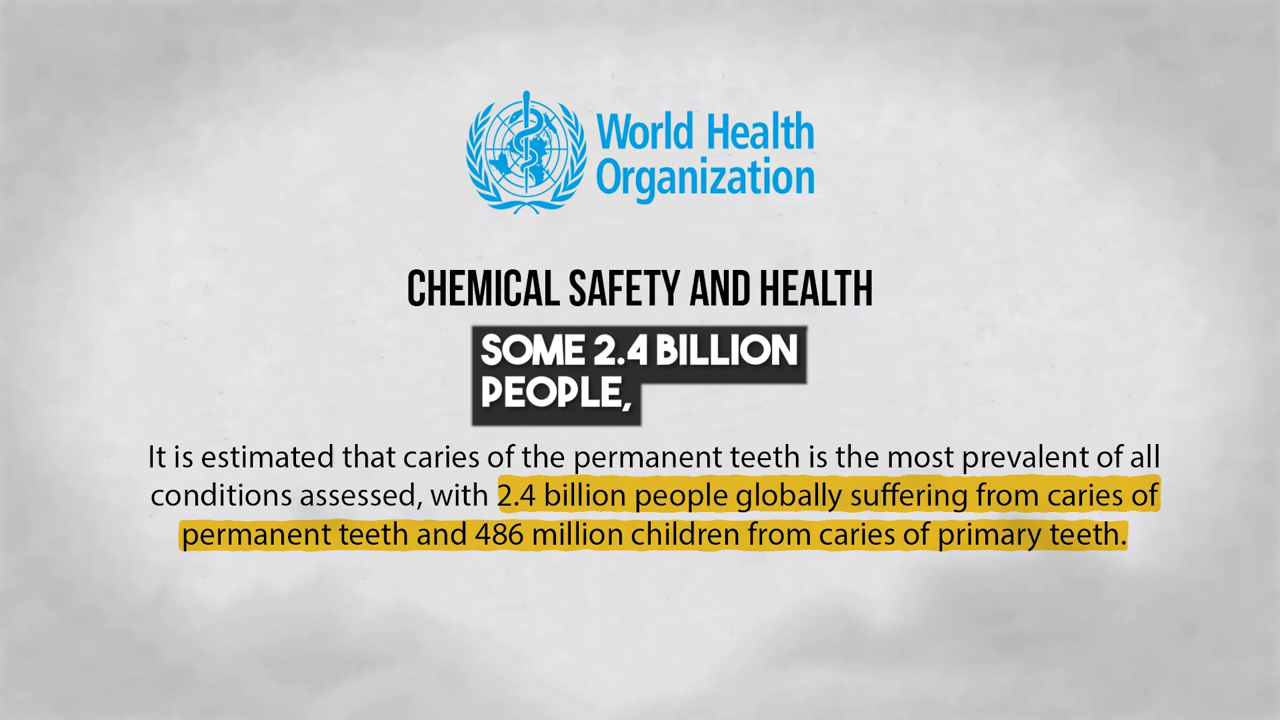 World Health
Organization
CHEMICAL SAFETY AND HEALTH
SOME 2.4 BILLION
PEOPLE,
It is estimated that caries of the permanent teeth is the most prevalent of all
conditions assessed, with 2.4 billion people globally suffering from caries of
permanent teeth and 486 million children from caries of primary teeth.